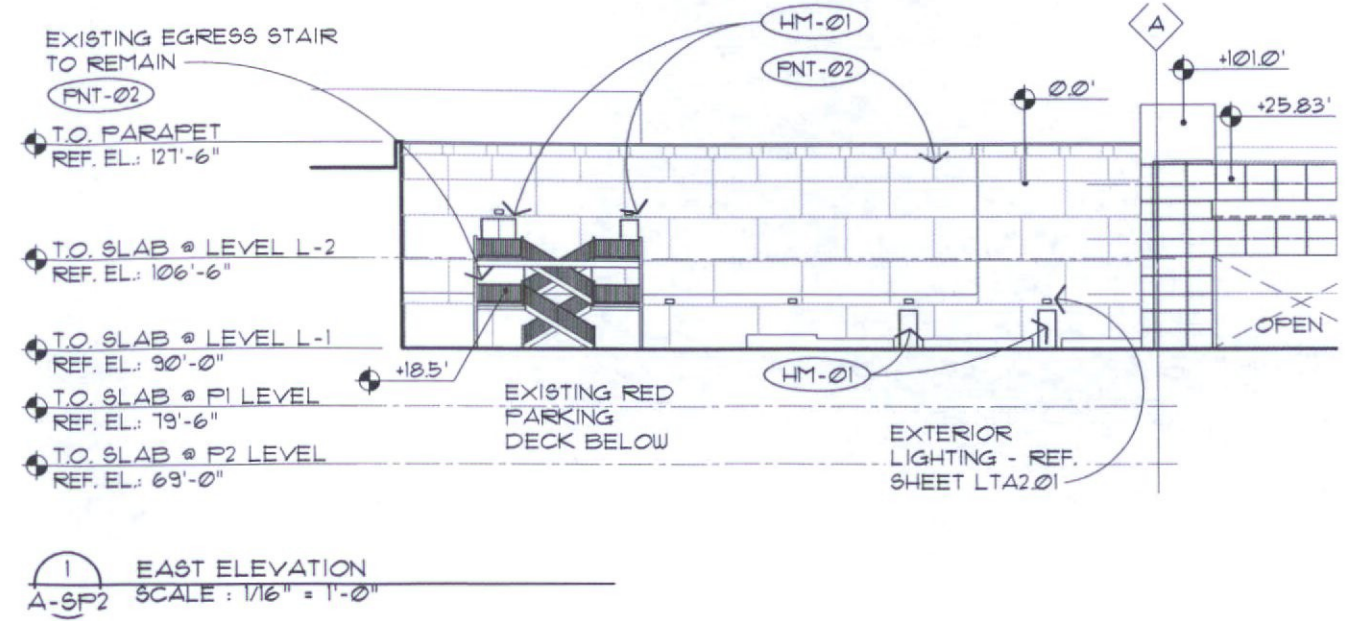 EXISTING EGRESS STAIR
TO REMAIN
PNT-02
HM-01
PNT-02
A
+101.0'
0.0'
+25.83'
T.O. PARAPET
REF. EL.: 127'-6"
T.O. SLAB @ LEVEL L-2
REF. EL.: 106'-6"
T.O. SLAB @ LEVEL L-1
REF. EL.: 90'-0"
T.O. SLAB @ P1 LEVEL
REF. EL.: 79'-6"
T.O. SLAB @ P2 LEVEL
REF. EL.: 69'-0"
+18.5'
EXISTING RED
PARKING
DECK BELOW
HM-01
OPEN
EXTERIOR
LIGHTING - REF.
SHEET LTA2.01
1
A-SP2
EAST ELEVATION
SCALE : 1/16" = 1'-0"